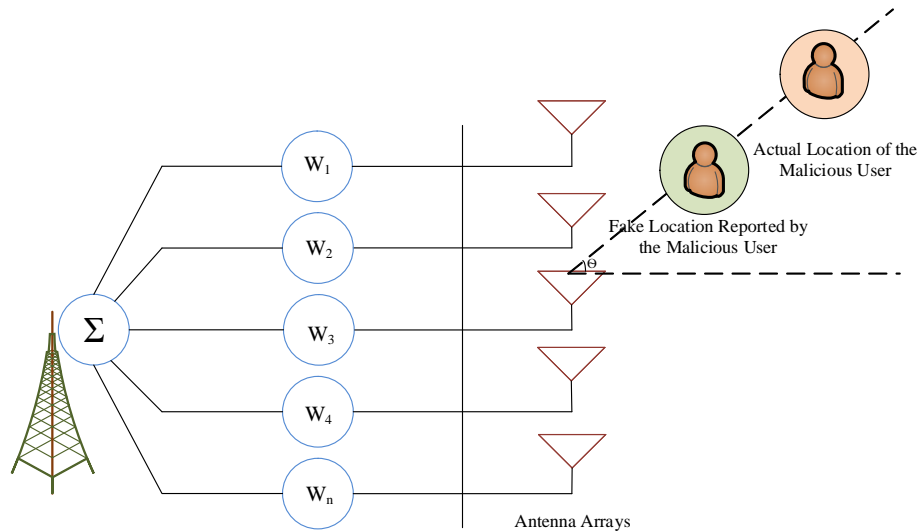 W1
Actual Location of the
Malicious User
Fake Location Reported by
the Malicious User
W2
Θ
Σ
W3
W4
Wn
Antenna Arrays